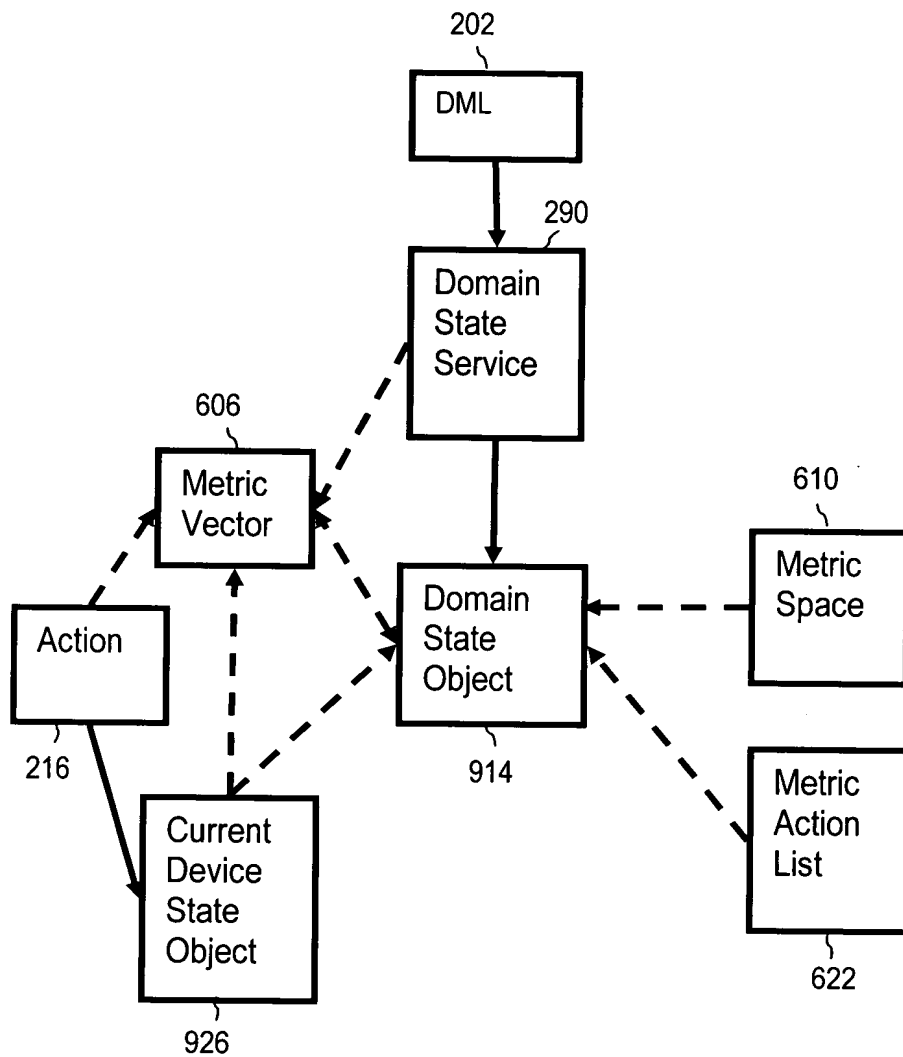 202
DML
290
Domain
State
Service
606
Metric
Vector
610
Metric
Space
Domain
State
Object
914
Action
216
Current
Device
State
Object
926
Metric
Action
List
622